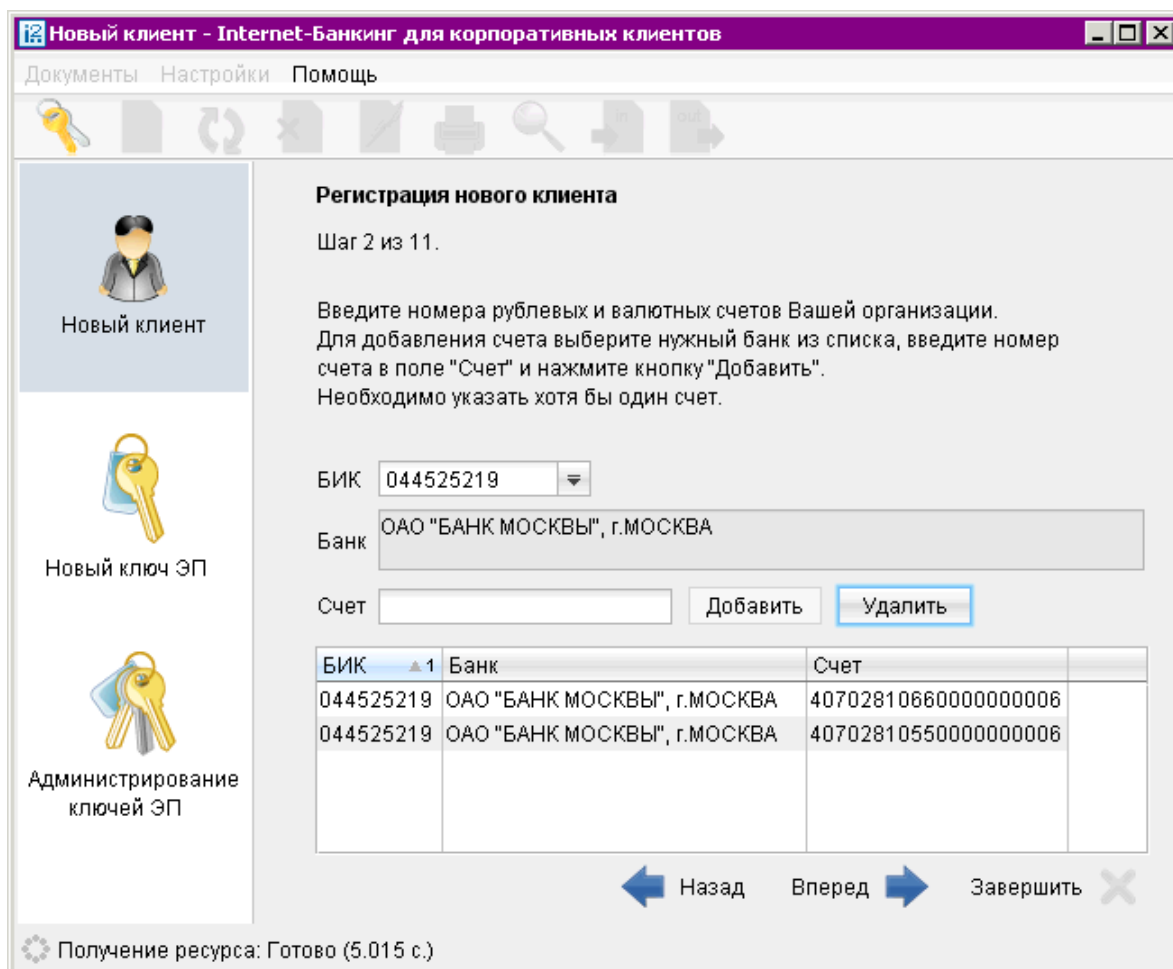 Новый клиент - Internet-Банкинг для корпоративных клиентов
Документы Настройки Помощь
in out
Новый клиент
Новый ключ ЭП
Администрирование
ключей ЭП
Регистрация нового клиента
Шаг 2 из 11.
Введите номера рублевых и валютных счетов Вашей организации.
Для добавления счета выберите нужный банк из списка, введите номер
счета в поле "Счет" и нажмите кнопку "Добавить".
Необходимо указать хотя бы один счет.
БИК 044525219
Банк ОАО "БАНК МОСКВЫ", г.МОСКВА
Счет Добавить Удалить
БИК 1 Банк Счет
044525219 ОАО "БАНК МОСКВЫ", г.МОСКВА 40702810660000000006
044525219 ОАО "БАНК МОСКВЫ", г.МОСКВА 40702810550000000006
Назад Вперед Завершить
Получение ресурса: Готово (5.015 с.)